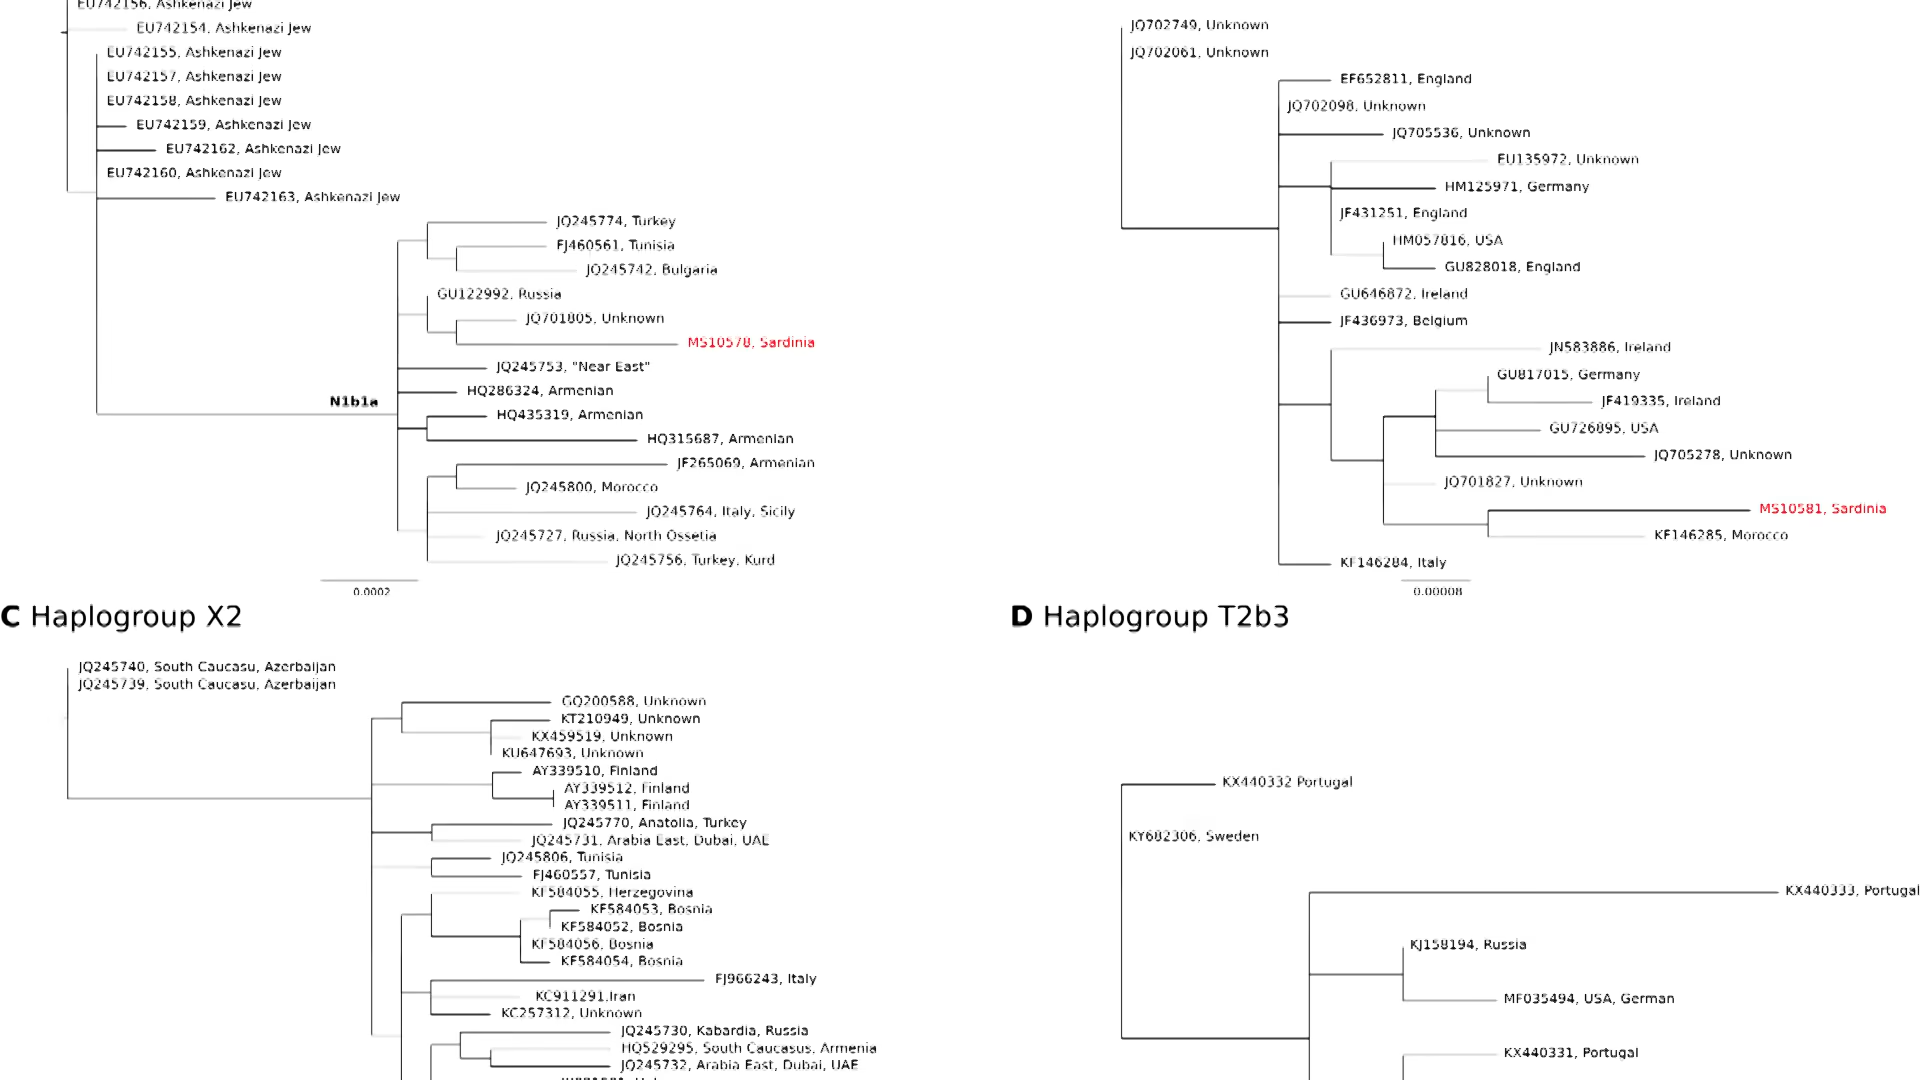 EU742156, Ashkenazi Jew
EU742154, Ashkenazi Jew
EU742155, Ashkenazi Jew
EU742157, Ashkenazi Jew
EU742158, Ashkenazi Jew
EU742159, Ashkenazi Jew
EU742162, Ashkenazi Jew
EU742160, Ashkenazi Jew
EU742163, Ashkenazi Jew
JQ245774, Turkey
FJ460561, Tunisia
JQ245742, Bulgaria
GU122992, Russia
JQ701805, Unknown
MS10578, Sardinia
JQ245753, "Near East"
HQ286324, Armenian
N1b1a
HQ435319, Armenian
HQ315687, Armenian
JF265069, Armenian
JQ245800, Morocco
JQ245764, Italy, Sicily
JQ245727, Russia, North Ossetia
JQ245756, Turkey, Kurd
0.0002
JQ702749, Unknown
JQ702061, Unknown
EF652811, England
JQ702098, Unknown
JQ705536, Unknown
EU135972, Unknown
HM125971, Germany
JF431251, England
HM057816, USA
GU828018, England
GU646872, Ireland
JF436973, Belgium
JN583886, Ireland
GU817015, Germany
JF419335, Ireland
GU726895, USA
JQ705278, Unknown
JQ701827, Unknown
MS10581, Sardinia
KF146285, Morocco
KF146284, Italy
0.00008
C Haplogroup X2
JQ245740, South Caucasu, Azerbaijan
JQ245739, South Caucasu, Azerbaijan
GQ200588, Unknown
KT210949, Unknown
KX459519, Unknown
KU647693, Unknown
AY339510, Finland
AY339512, Finland
AY339511, Finland
JQ245770, Anatolia, Turkey
JQ245731, Arabia East, Dubai, UAE
JQ245806, Tunisia
FJ460557, Tunisia
KF584055, Herzegovina
KF584053, Bosnia
KF584052, Bosnia
KF584056, Bosnia
KF584054, Bosnia
FJ966243, Italy
KC911291,Iran
KC257312, Unknown
JQ245730, Kabardia, Russia
HQ529295, South Caucasus, Armenia
JQ245732, Arabia East, Dubai, UAE
D Haplogroup T2b3
KX440332 Portugal
KY682306, Sweden
KX440333, Portugal
KJ158194, Russia
MF035494, USA, German
KX440331, Portugal